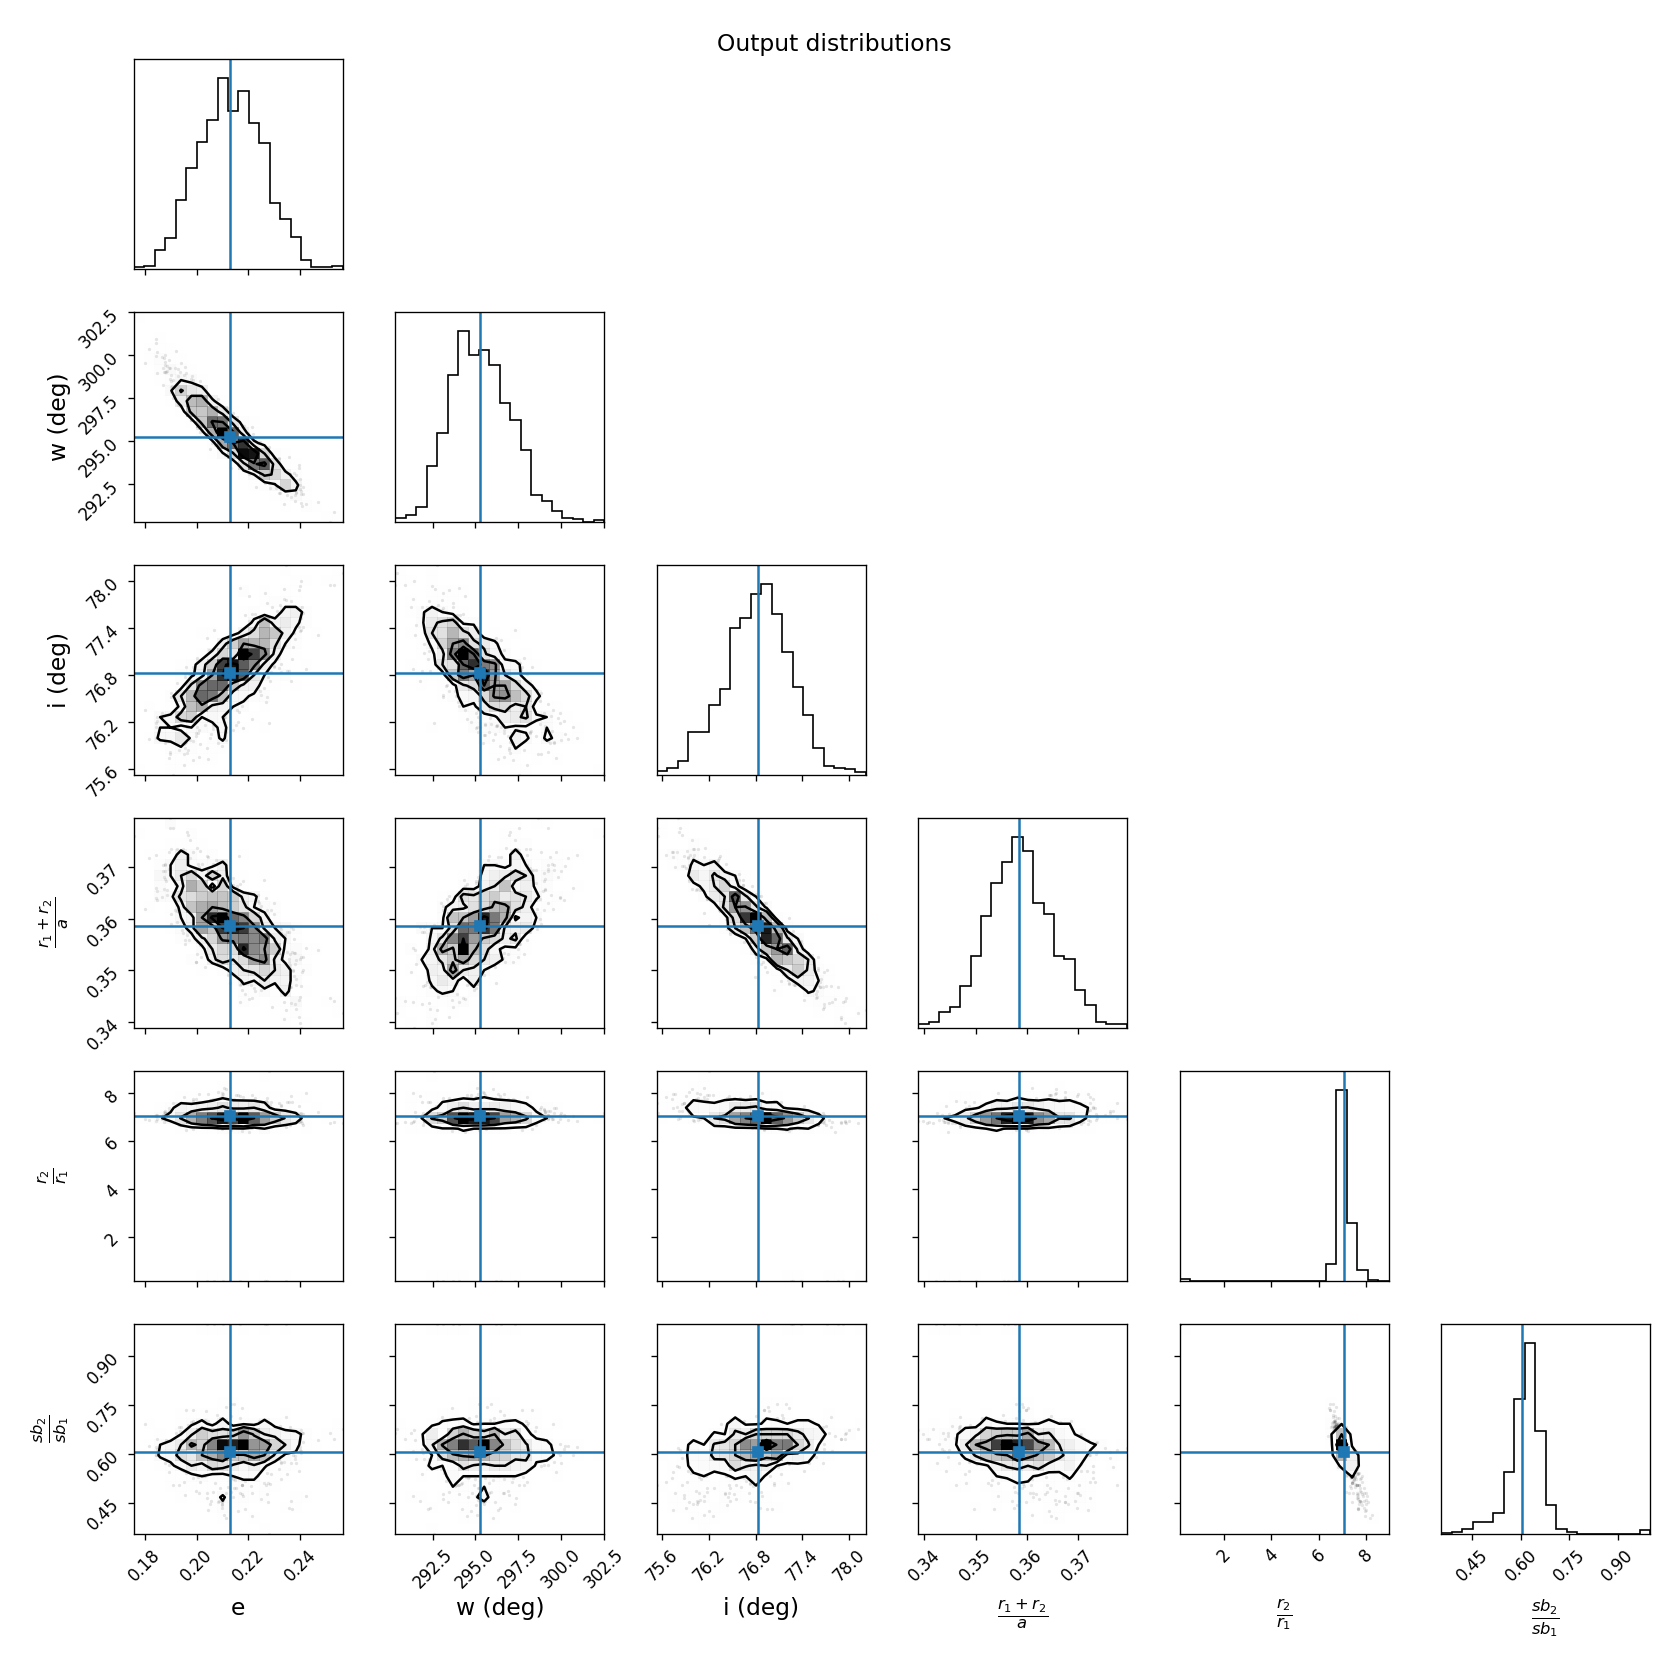 Output distributions
302.5
300.0
297.5
295.0
292.5
w (deg)
78.0
77.4
76.8
76.2
75.6
i (deg)
0.37
0.36
0.35
0.34
r₁ + r₂
a
8
6
4
2
r₂
r₁
0.90
0.75
0.60
0.45
sb₂
sb₁
0.18 0.20 0.22 0.24
292.5 295.0 297.5 300.0 302.5
75.6 76.2 76.8 77.4 78.0
0.34 0.35 0.36 0.37
2 4 6 8
0.45 0.60 0.75 0.90
e
w (deg)
i (deg)
r₁ + r₂
a
r₂
r₁
sb₂
sb₁